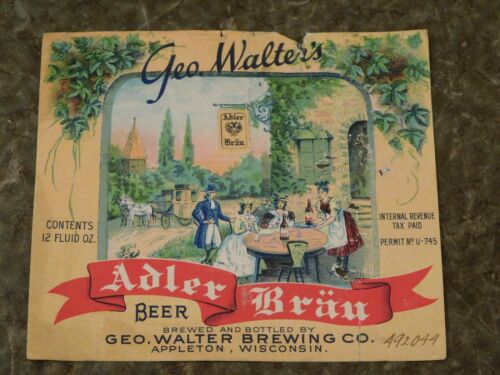 Geo. Walter's
Adler
Bräu
CONTENTS
12 FLUID OZ.
INTERNAL REVENUE
TAX PAID
PERMIT No U-745
Adler Bräu
BEER
BREWED AND BOTTLED BY
GEO. WALTER BREWING CO.
APPLETON, WISCONSIN.
492044